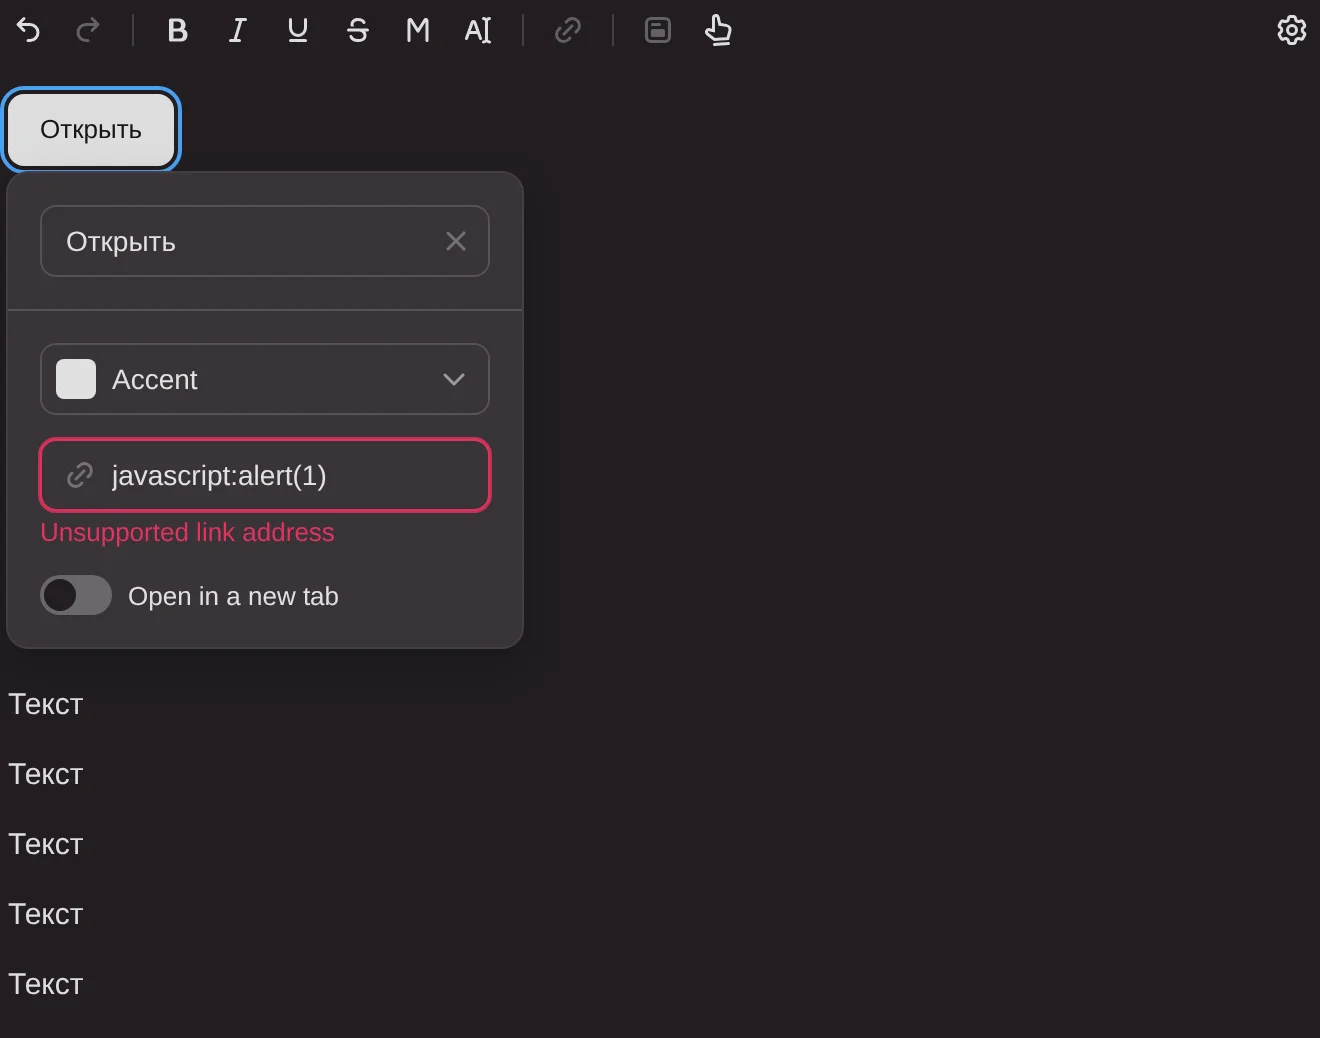 Открыть
Открыть
Accent
javascript:alert(1)
Unsupported link address
Open in a new tab
Текст
Текст
Текст
Текст
Текст